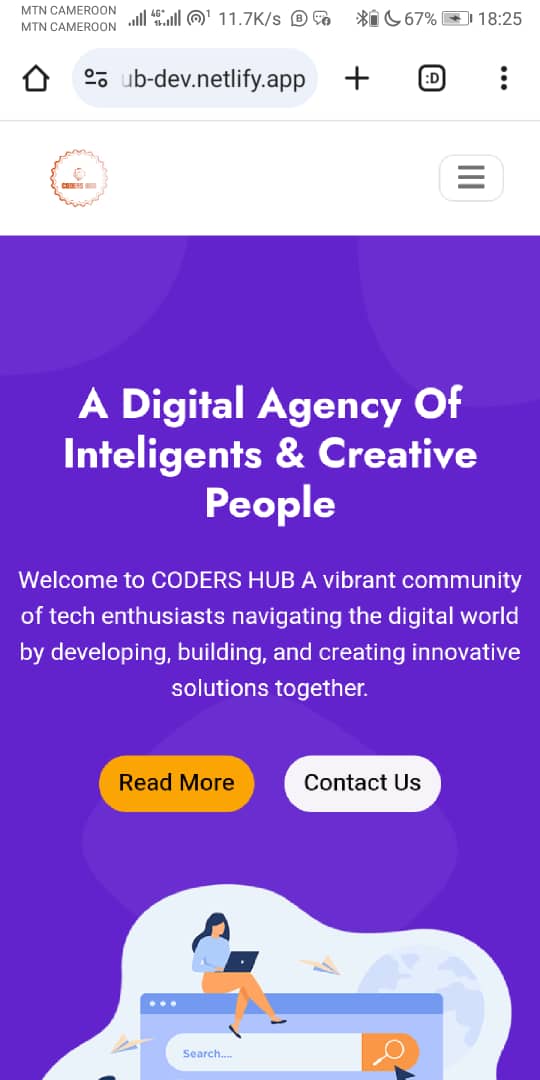 MTN CAMEROON
MTN CAMEROON
4G+ 1 11.7K/s B 67% 18:25
ub-dev.netlify.app
:D
CODERS HUB
A Digital Agency Of
Inteligents & Creative
People
Welcome to CODERS HUB A vibrant community
of tech enthusiasts navigating the digital world
by developing, building, and creating innovative
solutions together.
Read More Contact Us
Search....